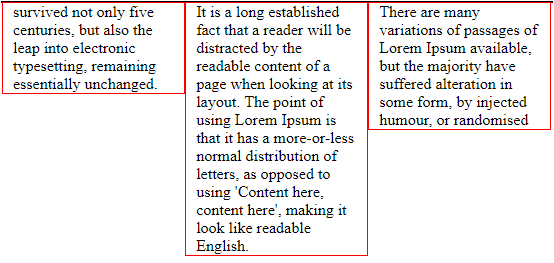 survived not only five
centuries, but also the
leap into electronic
typesetting, remaining
essentially unchanged.
It is a long established
fact that a reader will be
distracted by the
readable content of a
page when looking at its
layout. The point of
using Lorem Ipsum is
that it has a more-or-less
normal distribution of
letters, as opposed to
using 'Content here,
content here', making it
look like readable
English.
There are many
variations of passages of
Lorem Ipsum available,
but the majority have
suffered alteration in
some form, by injected
humour, or randomised